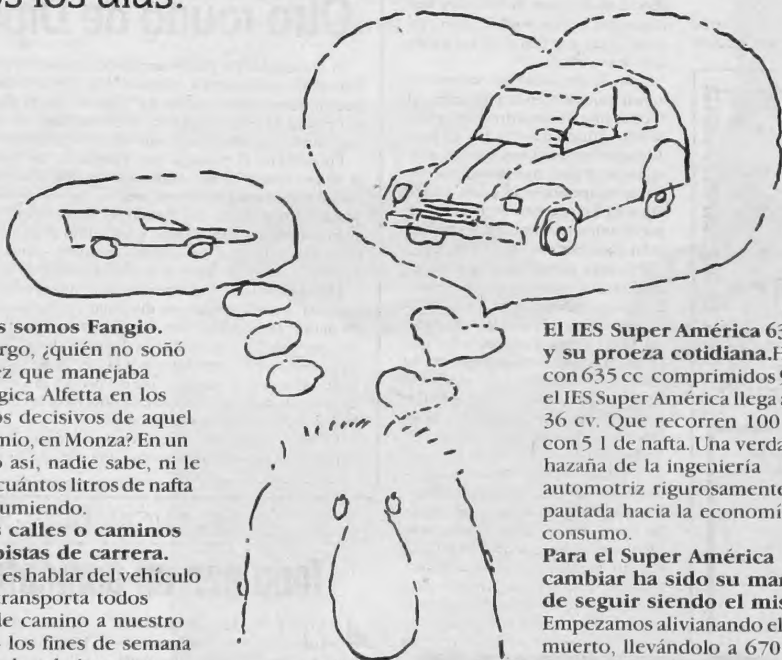 los días.
s somos Fangio.
rgo, ¿quién no soñó
z que manejaba
gica Alfetta en los
os decisivos de aquel
mio, en Monza? En un
o así, nadie sabe, ni le
cuántos litros de nafta
umiendo.
s calles o caminos
pistas de carrera.
es hablar del vehículo
transporta todos
de camino a nuestro
los fines de semana
El IES Super América 63
y su proeza cotidiana.
con 635 cc comprimidos 9
el IES Super América llega a
36 cv. Que recorren 100
con 5 l de nafta. Una verda
hazaña de la ingeniería
automotriz rigurosamente
pautada hacia la economí
consumo.
Para el Super América
cambiar ha sido su man
de seguir siendo el mis
Empezamos alivianando el
muerto, llevándolo a 670